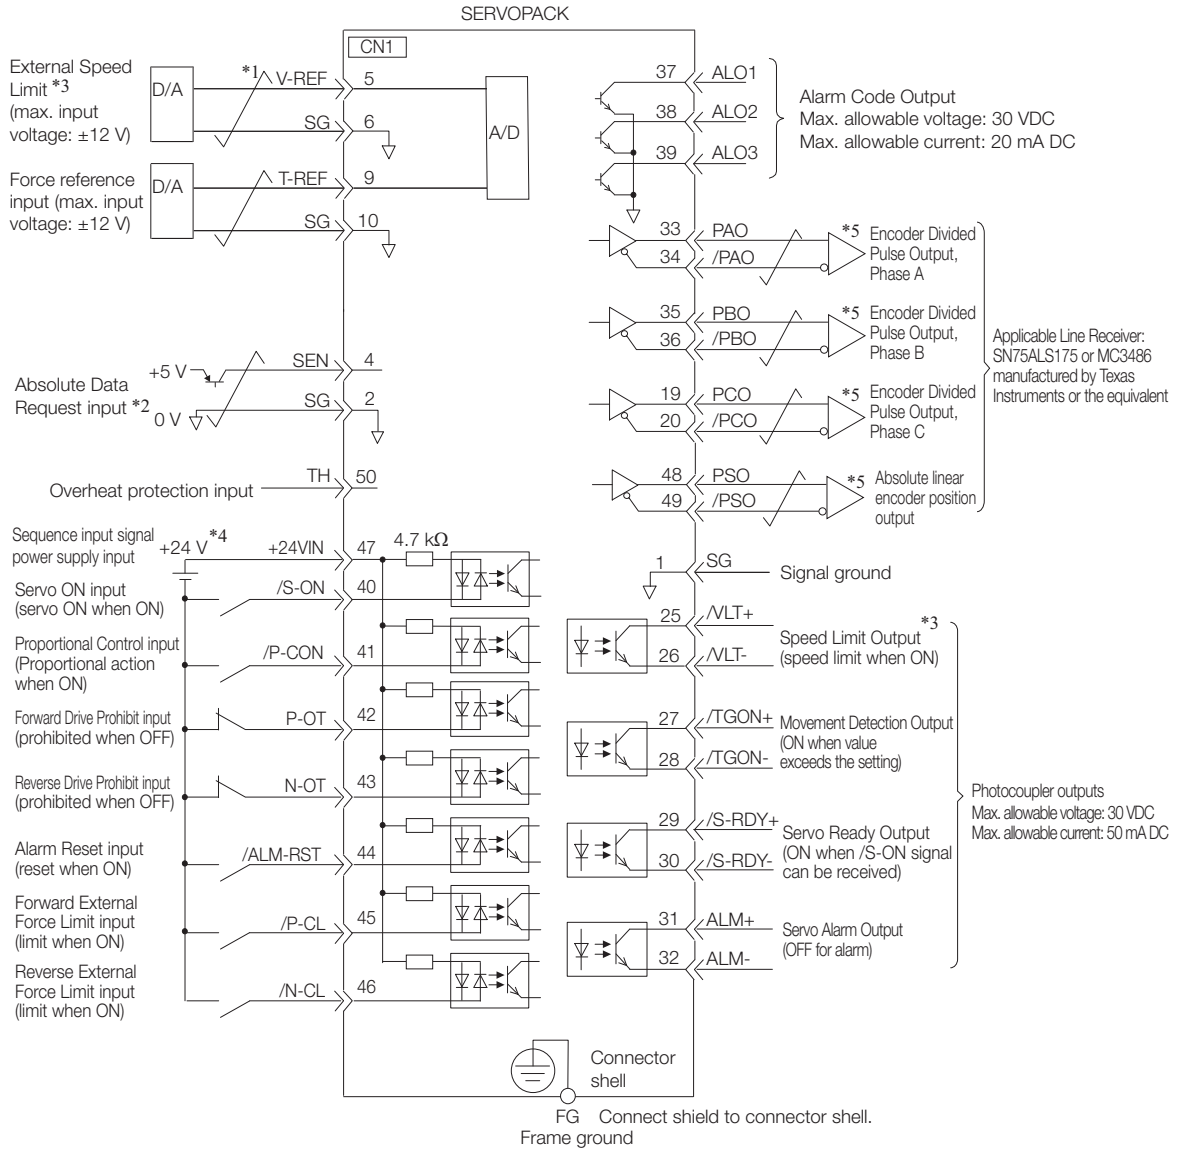 SERVOPACK
CN1
External Speed
Limit *3
(max. input
voltage: ±12 V)
D/A
*1
V-REF
5
SG
6
A/D
Force reference
input (max. input
voltage: ±12 V)
D/A
T-REF
9
SG
10
Absolute Data
Request input *2
+5 V
0 V
SEN
4
SG
2
Overheat protection input
TH
50
Sequence input signal
power supply input
+24 V *4
+24VIN
47
4.7 kΩ
Servo ON input
(servo ON when ON)
/S-ON
40
Proportional Control input
(Proportional action
when ON)
/P-CON
41
Forward Drive Prohibit input
(prohibited when OFF)
P-OT
42
Reverse Drive Prohibit input
(prohibited when OFF)
N-OT
43
Alarm Reset input
(reset when ON)
/ALM-RST
44
Forward External
Force Limit input
(limit when ON)
/P-CL
45
Reverse External
Force Limit input
(limit when ON)
/N-CL
46
37
ALO1
38
ALO2
39
ALO3
Alarm Code Output
Max. allowable voltage: 30 VDC
Max. allowable current: 20 mA DC
33
PAO
34
/PAO
*5
Encoder Divided
Pulse Output,
Phase A
35
PBO
36
/PBO
*5
Encoder Divided
Pulse Output,
Phase B
19
PCO
20
/PCO
*5
Encoder Divided
Pulse Output,
Phase C
48
PSO
49
/PSO
*5
Absolute linear
encoder position
output
Applicable Line Receiver:
SN75ALS175 or MC3486
manufactured by Texas
Instruments or the equivalent
1
SG
Signal ground
25
/VLT+
26
/VLT-
Speed Limit Output *3
(speed limit when ON)
27
/TGON+
28
/TGON-
Movement Detection Output
(ON when value
exceeds the setting)
29
/S-RDY+
30
/S-RDY-
Servo Ready Output
(ON when /S-ON signal
can be received)
31
ALM+
32
ALM-
Servo Alarm Output
(OFF for alarm)
Photocoupler outputs
Max. allowable voltage: 30 VDC
Max. allowable current: 50 mA DC
Connector
shell
FG
Connect shield to connector shell.
Frame ground